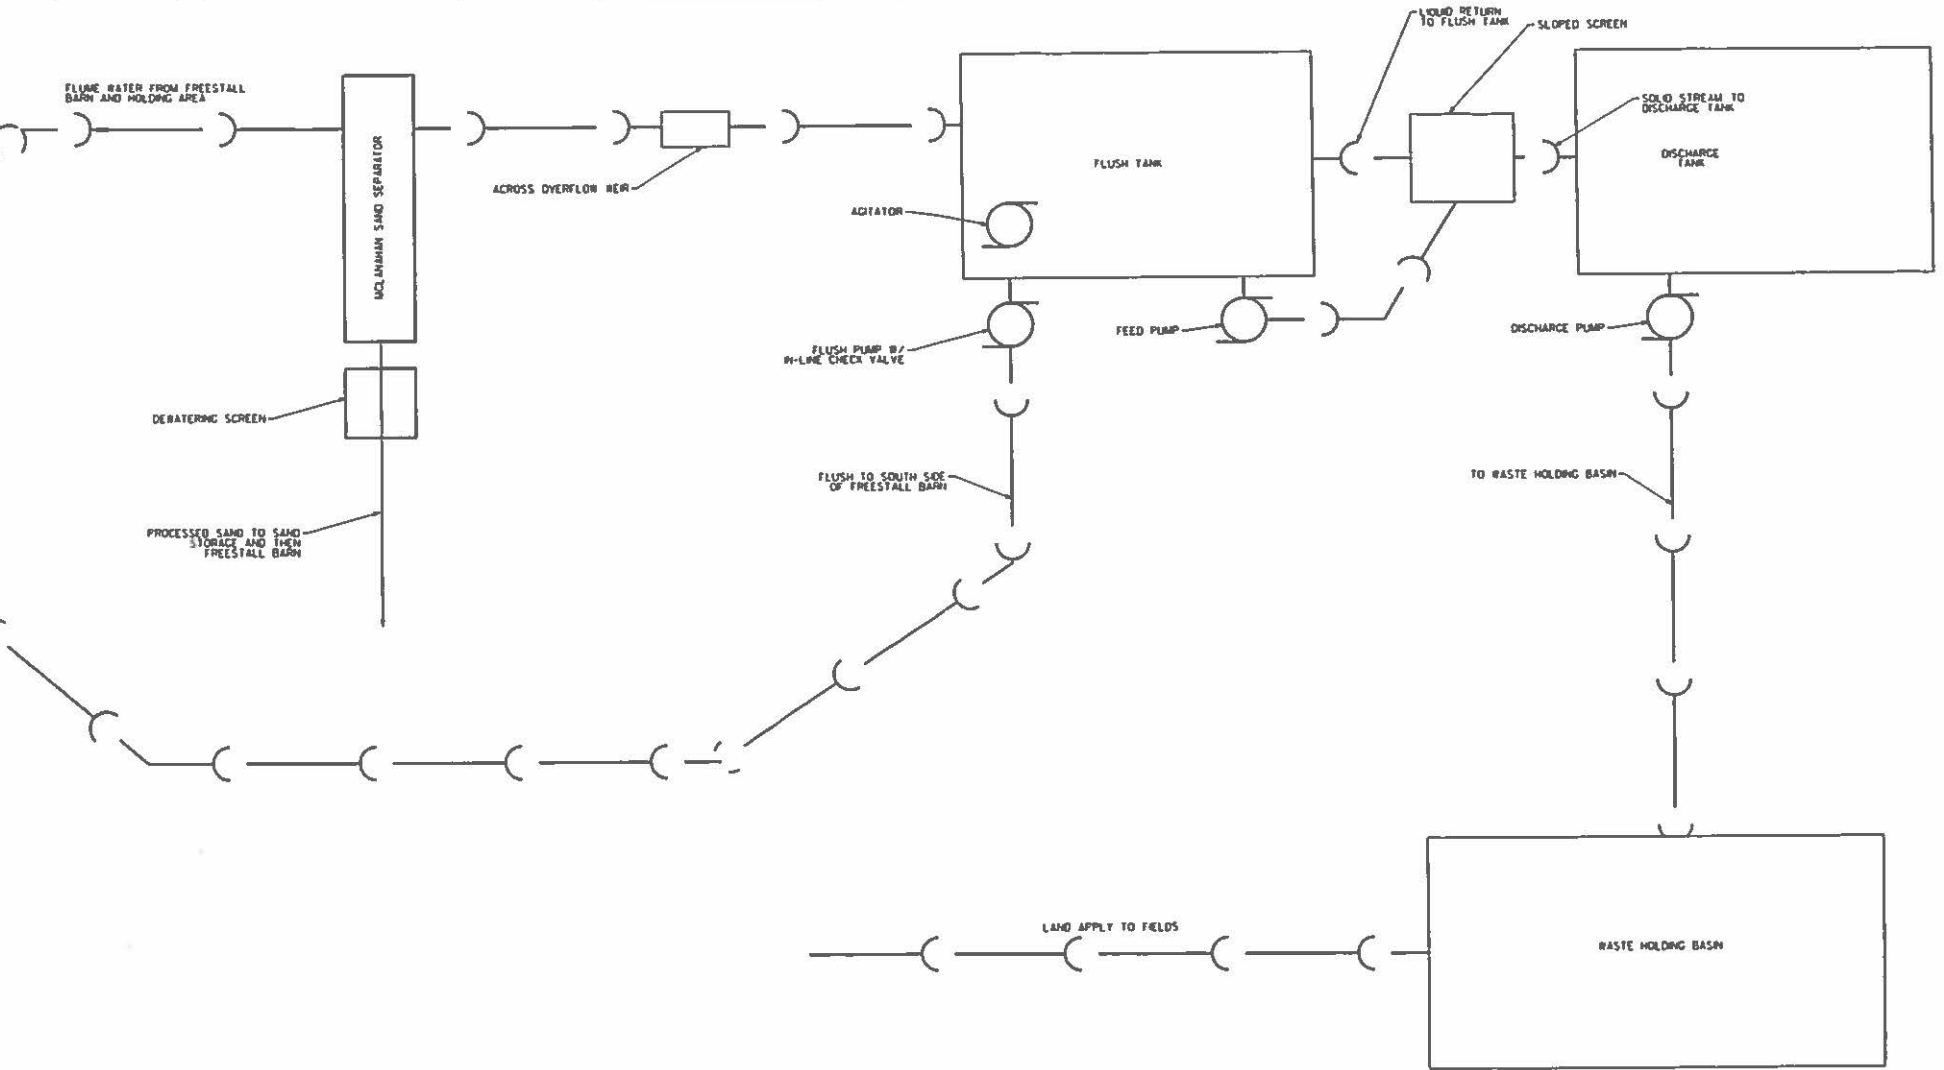 LIQUID RETURN
TO FLUSH TANK
SLOPED SCREEN
FLUME WATER FROM FREESTALL
BARN AND HOLDING AREA
SOLID STREAM TO
DISCHARGE TANK
MCLANAHAN SAND SEPARATOR
FLUSH TANK
DISCHARGE
TANK
ACROSS OVERFLOW WEIR
AGITATOR
FLUSH PUMP W/
IN-LINE CHECK VALVE
FEED PUMP
DISCHARGE PUMP
DEWATERING SCREEN
FLUSH TO SOUTH SIDE
OF FREESTALL BARN
TO WASTE HOLDING BASIN
PROCESSED SAND TO SAND
STORAGE AND THEN
FREESTALL BARN
LAND APPLY TO FIELDS
WASTE HOLDING BASIN